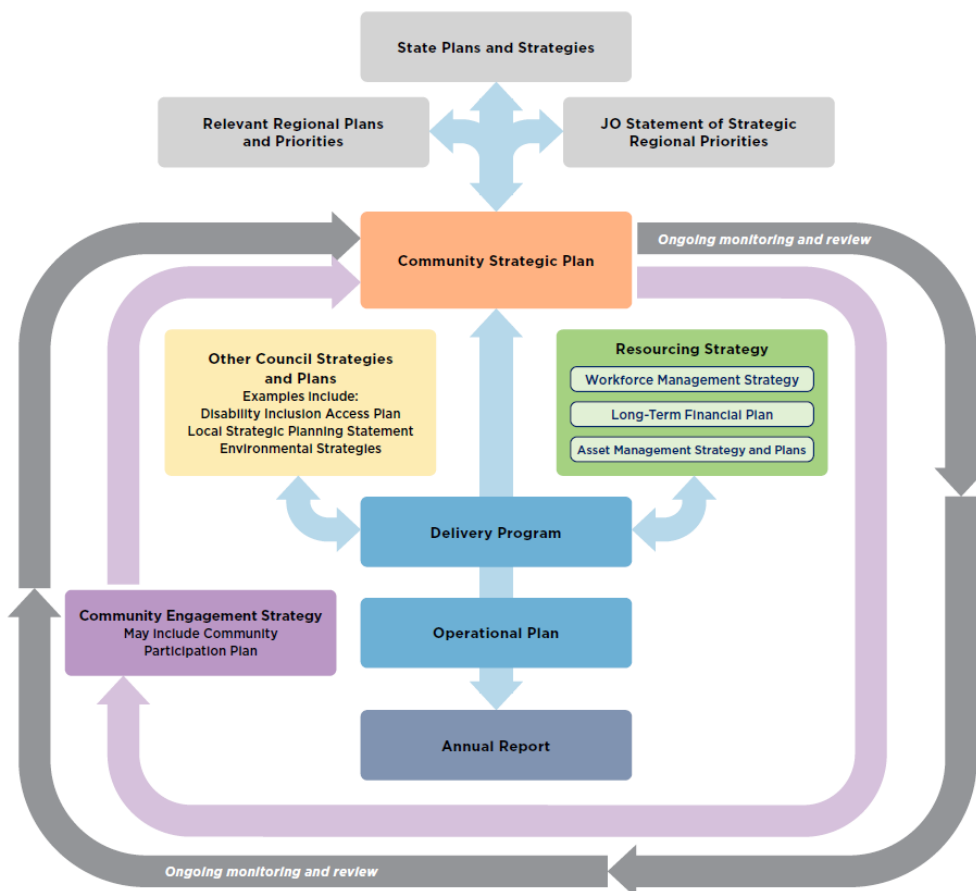 State Plans and Strategies
Relevant Regional Plans
and Priorities
JO Statement of Strategic
Regional Priorities
Ongoing monitoring and review
Community Strategic Plan
Other Council Strategies
and Plans
Examples include:
Disability Inclusion Access Plan
Local Strategic Planning Statement
Environmental Strategies
Resourcing Strategy
Workforce Management Strategy
Long-Term Financial Plan
Asset Management Strategy and Plans
Delivery Program
Community Engagement Strategy
May Include Community
Participation Plan
Operational Plan
Annual Report
Ongoing monitoring and review